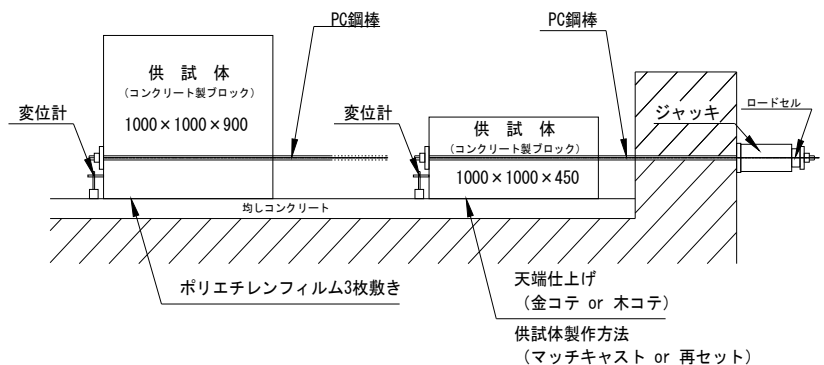 PC鋼棒
PC鋼棒
供 試 体
(コンクリート製ブロック)
1000×1000×900
変位計
変位計
供 試 体
(コンクリート製ブロック)
1000×1000×450
ジャッキ
ロードセル
均しコンクリート
ポリエチレンフィルム3枚敷き
天端仕上げ
(金コテ or 木コテ)
供試体製作方法
(マッチキャスト or 再セット)